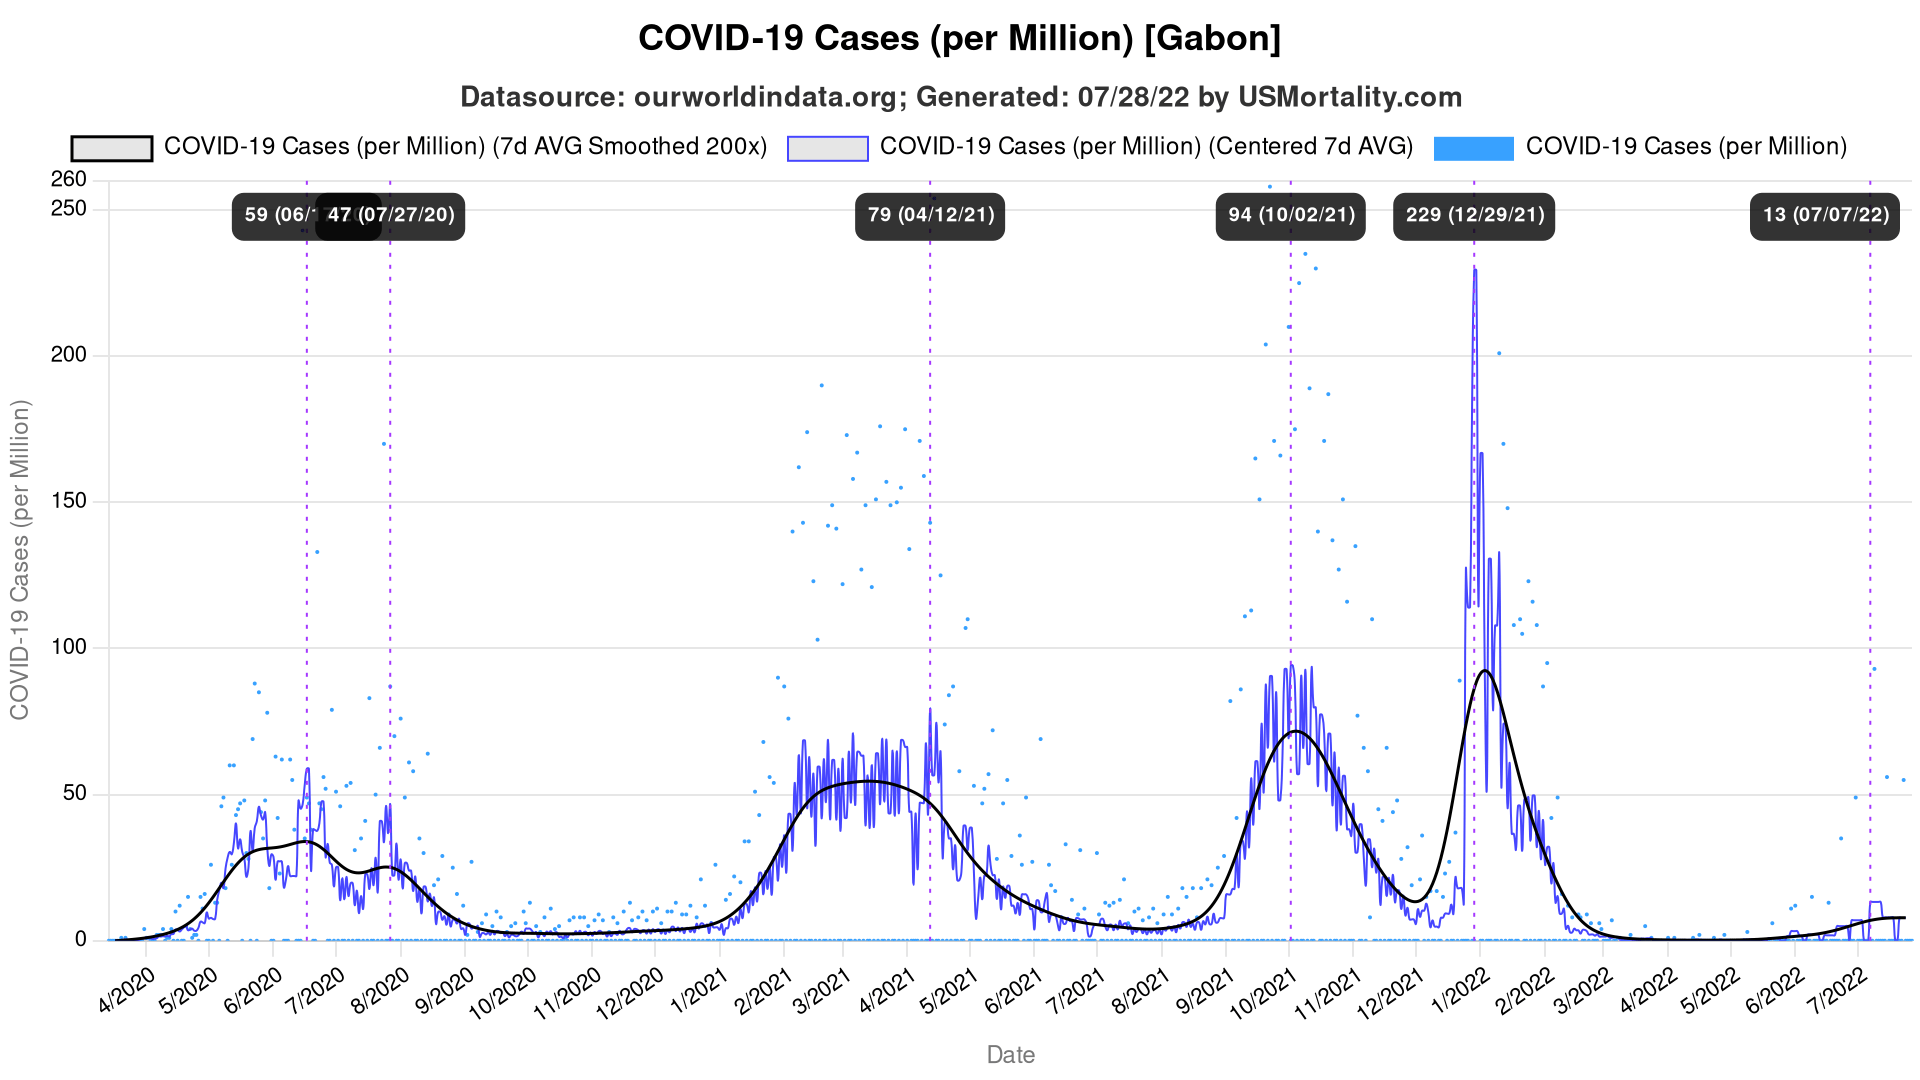 COVID-19 Cases (per Million) [Gabon]
Datasource: ourworldindata.org; Generated: 07/28/22 by USMortality.com
COVID-19 Cases (per Million) (7d AVG Smoothed 200x) COVID-19 Cases (per Million) (Centered 7d AVG) COVID-19 Cases (per Million)
260
250
200
150
100
50
0
COVID-19 Cases (per Million)
59 (06/ 47 (07/27/20) 79 (04/12/21) 94 (10/02/21) 229 (12/29/21) 13 (07/07/22)
4/2020 5/2020 6/2020 7/2020 8/2020 9/2020 10/2020 11/2020 12/2020 1/2021 2/2021 3/2021 4/2021 5/2021 6/2021 7/2021 8/2021 9/2021 10/2021 11/2021 12/2021 1/2022 2/2022 3/2022 4/2022 5/2022 6/2022 7/2022
Date